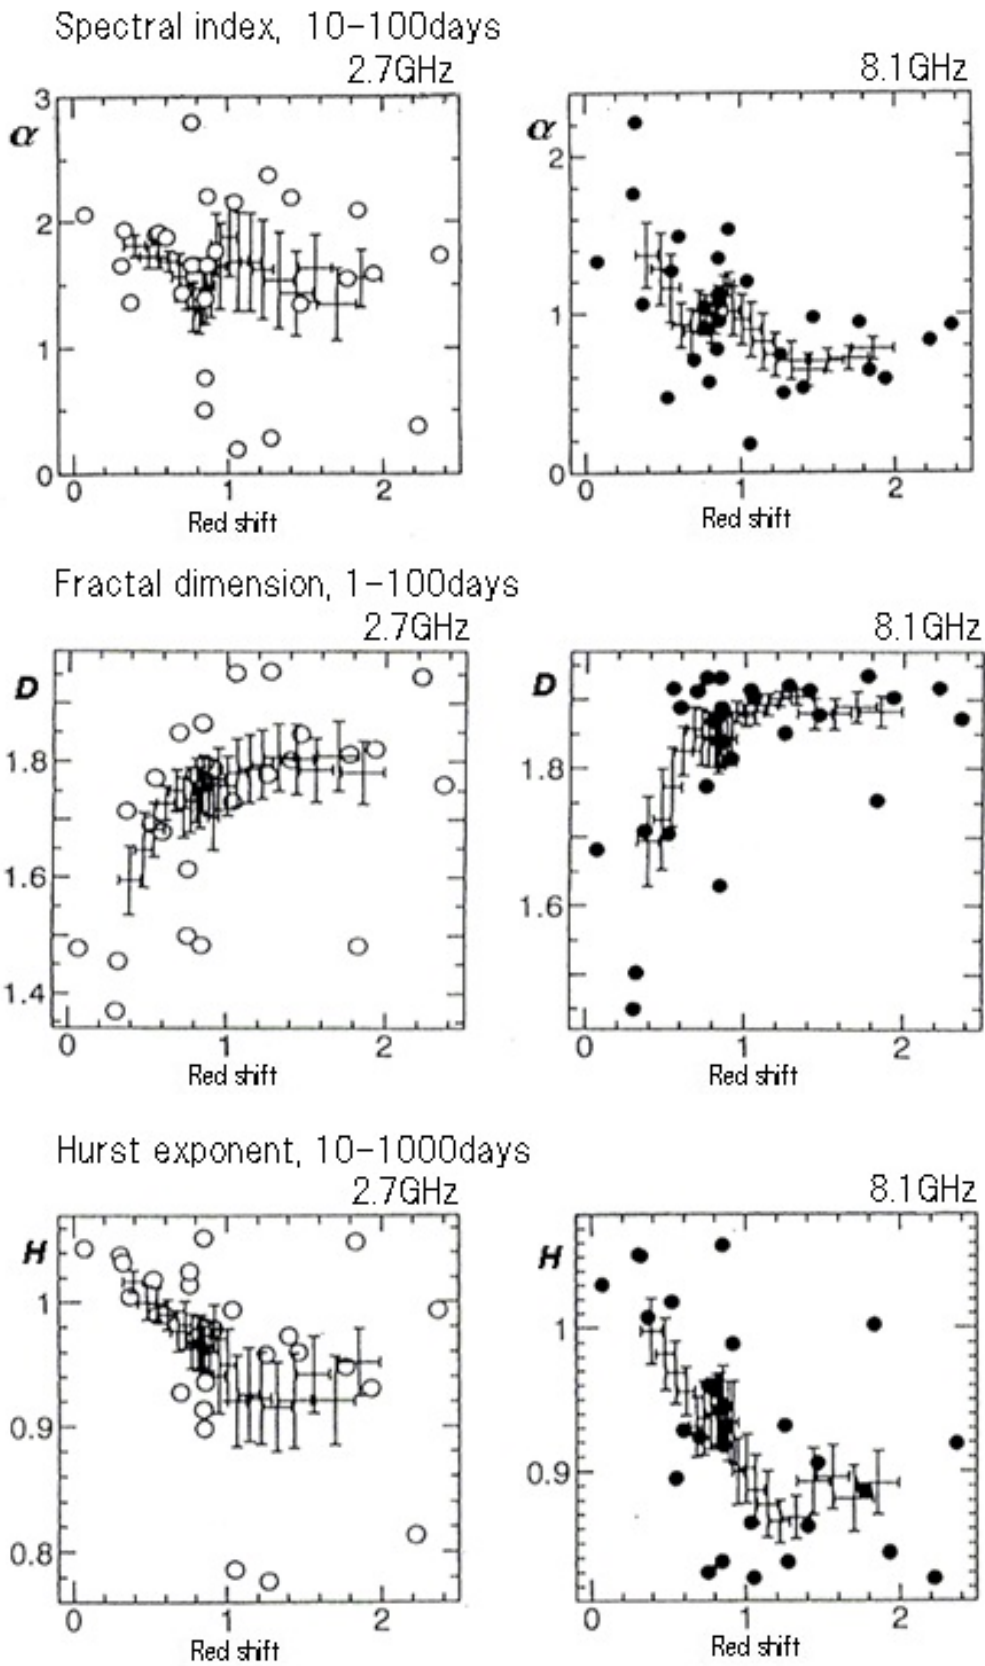 Spectral index, 10-100days
2.7GHz 8.1GHz
3 α α
2 2
1 1
0 0
0 1 2 0 1 2
Red shift Red shift
Fractal dimension, 1-100days
2.7GHz 8.1GHz
D D
1.8 1.8
1.6 1.6
1.4
0 1 2 0 1 2
Red shift Red shift
Hurst exponent, 10-1000days
2.7GHz 8.1GHz
H H
1 1
0.9 0.9
0.8
0 1 2 0 1 2
Red shift Red shift